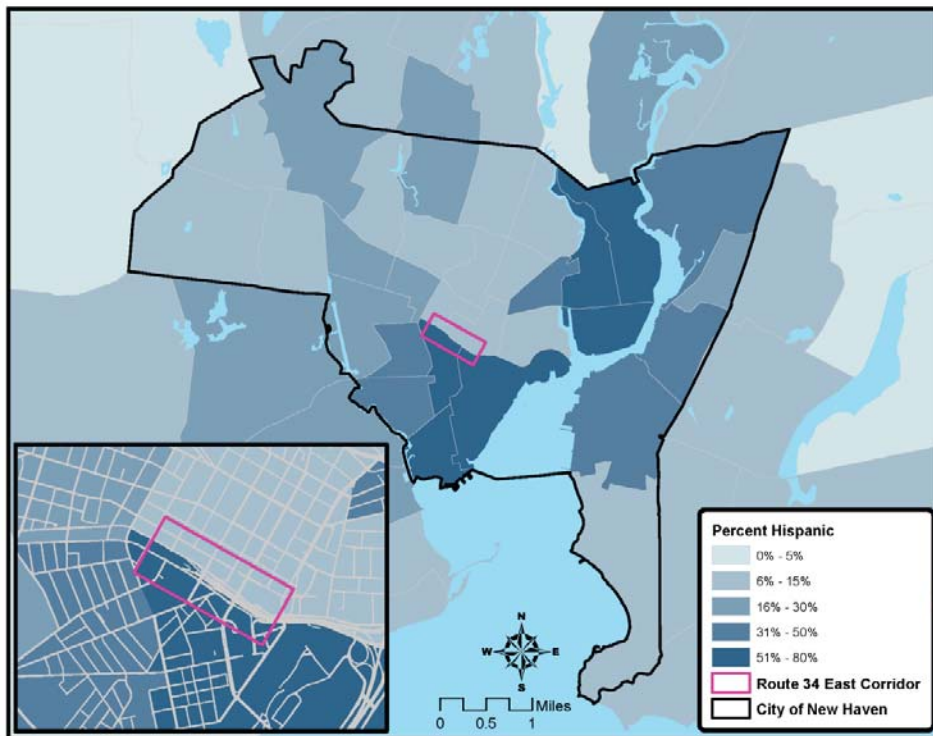 N
W E
S
0 0.5 1 Miles
Percent Hispanic
0% - 5%
6% - 15%
16% - 30%
31% - 50%
51% - 80%
Route 34 East Corridor
City of New Haven